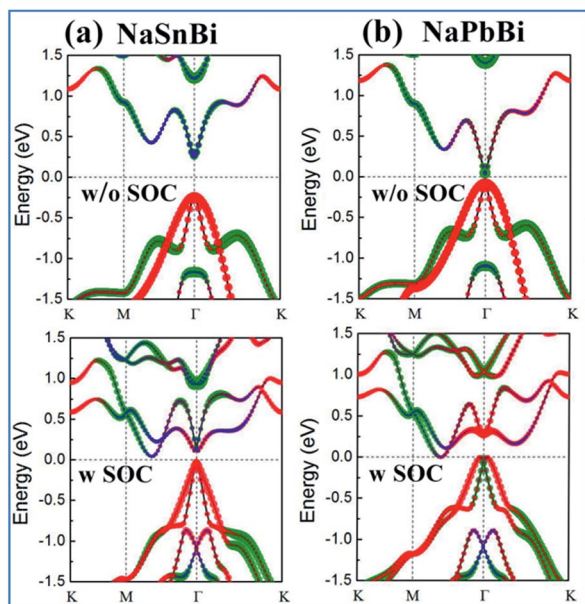 (a) NaSnBi
(b) NaPbBi
Energy (eV)
1.5
1.0
0.5
0.0
-0.5
-1.0
-1.5
w/o SOC
K M Γ K
Energy (eV)
1.5
1.0
0.5
0.0
-0.5
-1.0
-1.5
w/o SOC
K M Γ K
Energy (eV)
1.5
1.0
0.5
0.0
-0.5
-1.0
-1.5
w SOC
K M Γ K
Energy (eV)
1.5
1.0
0.5
0.0
-0.5
-1.0
-1.5
w SOC
K M Γ K